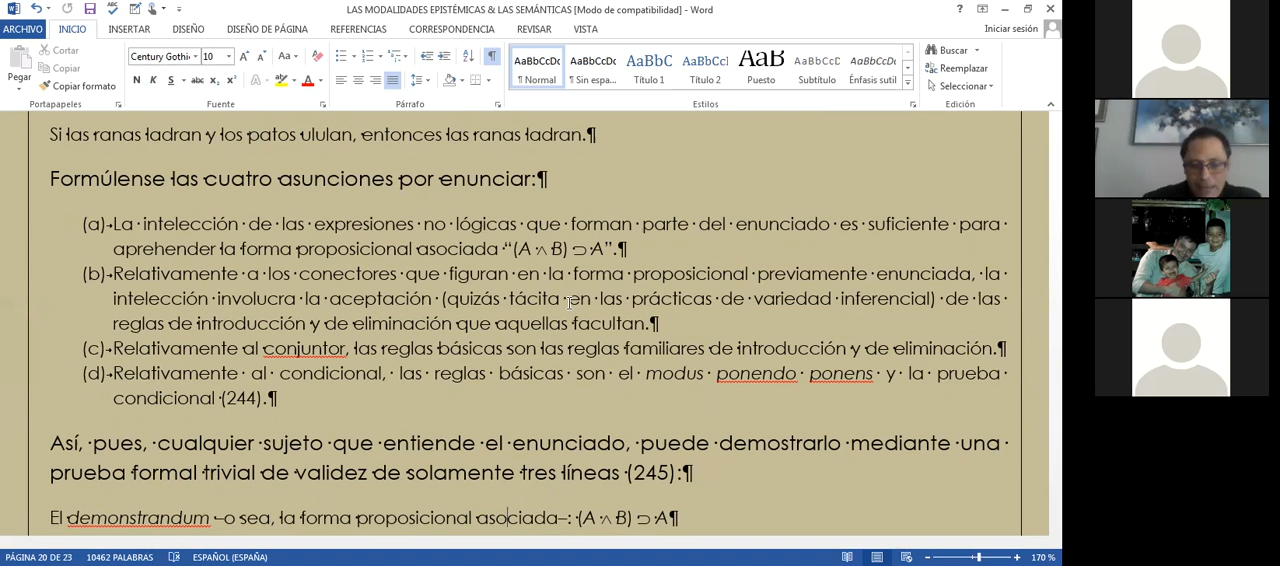 LAS MODALIDADES EPISTÉMICAS & LAS SEMÁNTICAS [Modo de compatibilidad] - Word
ARCHIVO INICIO INSERTAR DISEÑO DISEÑO DE PÁGINA REFERENCIAS CORRESPONDENCIA REVISAR VISTA Iniciar sesión
Pegar
Cortar
Copiar
Copiar formato
Portapapeles
Century Gothi 10
N K S abc X₂ X²
Fuente
Párrafo
AaBbCcDc AaBbCcDc AaBbC AaBbCcl AaB AaBbCcD AaBbCcDc
¶ Normal ¶ Sin espa... Título 1 Título 2 Puesto Subtítulo Énfasis sutil
Estilos
Buscar
Reemplazar
Seleccionar
Edición
Si las ranas ladran y los patos ululan, entonces las ranas ladran.¶
Formúlense las cuatro asunciones por enunciar:¶
(a) La intelección de las expresiones no lógicas que forman parte del enunciado es suficiente para
aprehender la forma proposicional asociada “(A ∧ B) ⊃ A”.¶
(b) Relativamente a los conectores que figuran en la forma proposicional previamente enunciada, la
intelección involucra la aceptación (quizás tácita en las prácticas de variedad inferencial) de las
reglas de introducción y de eliminación que aquellas facultan.¶
(c) Relativamente al conjuntor, las reglas básicas son las reglas familiares de introducción y de eliminación.¶
(d) Relativamente al condicional, las reglas básicas son el modus ponendo ponens y la prueba
condicional (244).¶
Así, pues, cualquier sujeto que entiende el enunciado, puede demostrarlo mediante una
prueba formal trivial de validez de solamente tres líneas (245):¶
El demonstrandum –o sea, la forma proposicional asociada–: (A ∧ B) ⊃ A¶
PÁGINA 20 DE 23 10462 PALABRAS ESPAÑOL (ESPAÑA) 170 %